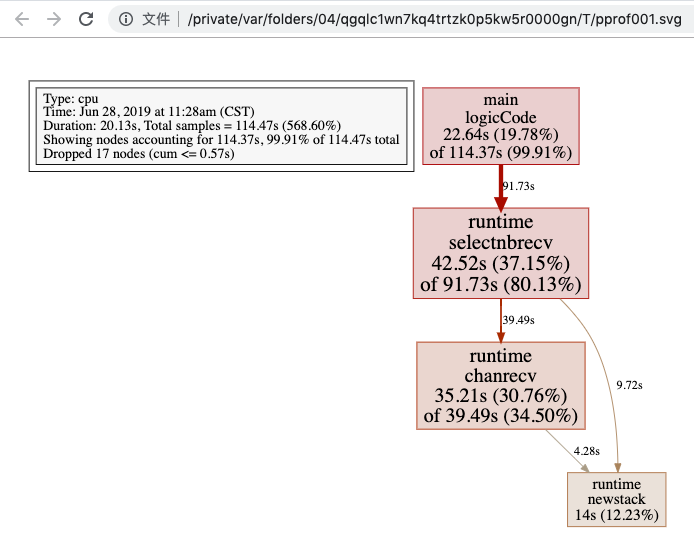 文件
/private/var/folders/04/qgqlc1wn7kq4trtzk0p5kw5r0000gn/T/pprof001.svg
Type: cpu
Time: Jun 28, 2019 at 11:28am (CST)
Duration: 20.13s, Total samples = 114.47s (568.60%)
Showing nodes accounting for 114.37s, 99.91% of 114.47s total
Dropped 17 nodes (cum <= 0.57s)
main
logicCode
22.64s (19.78%)
of 114.37s (99.91%)
91.73s
runtime
selectnbrecv
42.52s (37.15%)
of 91.73s (80.13%)
39.49s
runtime
chanrecv
35.21s (30.76%)
of 39.49s (34.50%)
9.72s
4.28s
runtime
newstack
14s (12.23%)